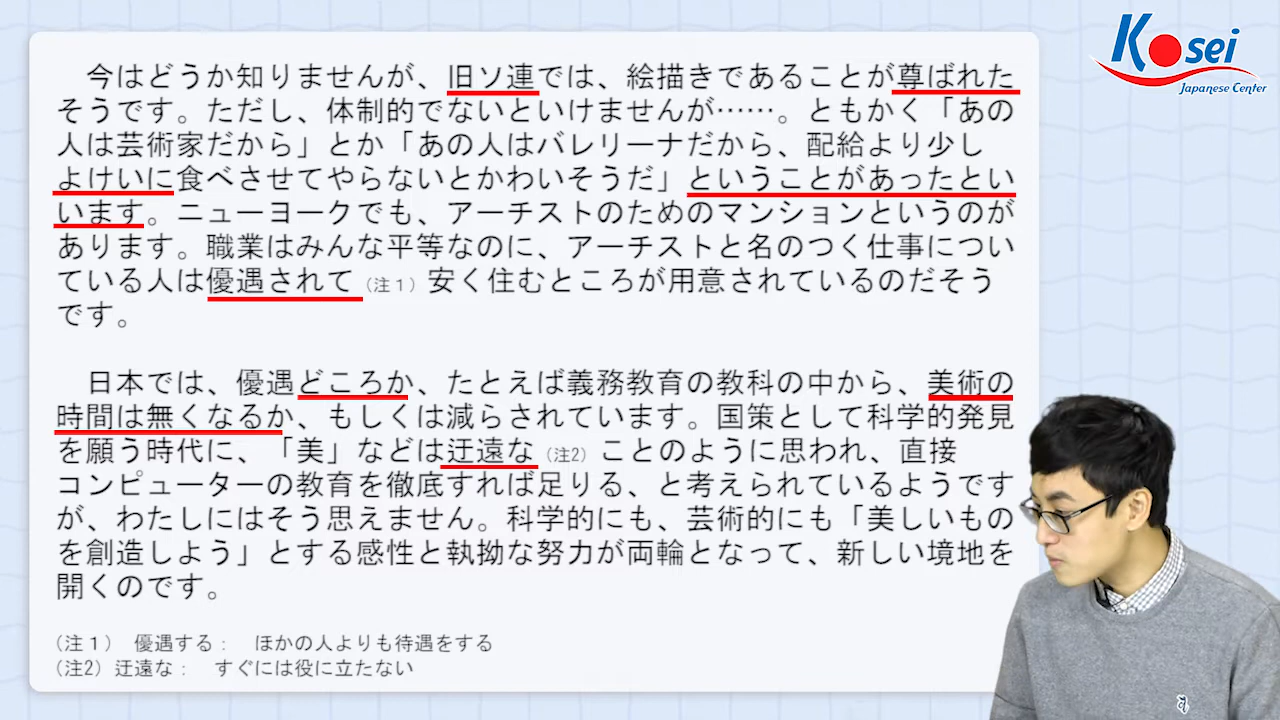 Kosei
Japanese Center
今はどうか知りませんが、旧ソ連では、絵描きであることが尊ばれた
そうです。ただし、体制的でないといけませんが……。ともかく「あの
人は芸術家だから」とか「あの人はバレリーナだから、配給より少し
よけいに食べさせてやらないとかわいそうだ」ということがあったとい
います。ニューヨークでも、アーチストのためのマンションというのが
あります。職業はみんな平等なのに、アーチストと名のつく仕事につい
ている人は優遇されて（注１）安く住むところが用意されているのだそう
です。
日本では、優遇どころか、たとえば義務教育の教科の中から、美術の
時間は無くなるか、もしくは減らされています。国策として科学的発見
を願う時代に、「美」などは迂遠な（注2）ことのように思われ、直接
コンピューターの教育を徹底すれば足りる、と考えられているようです
が、わたしにはそう思えません。科学的にも、芸術的にも「美しいもの
を創造しよう」とする感性と執拗な努力が両輪となって、新しい境地を
開くのです。
（注１） 優遇する： ほかの人よりも待遇をする
（注2）迂遠な： すぐには役に立たない